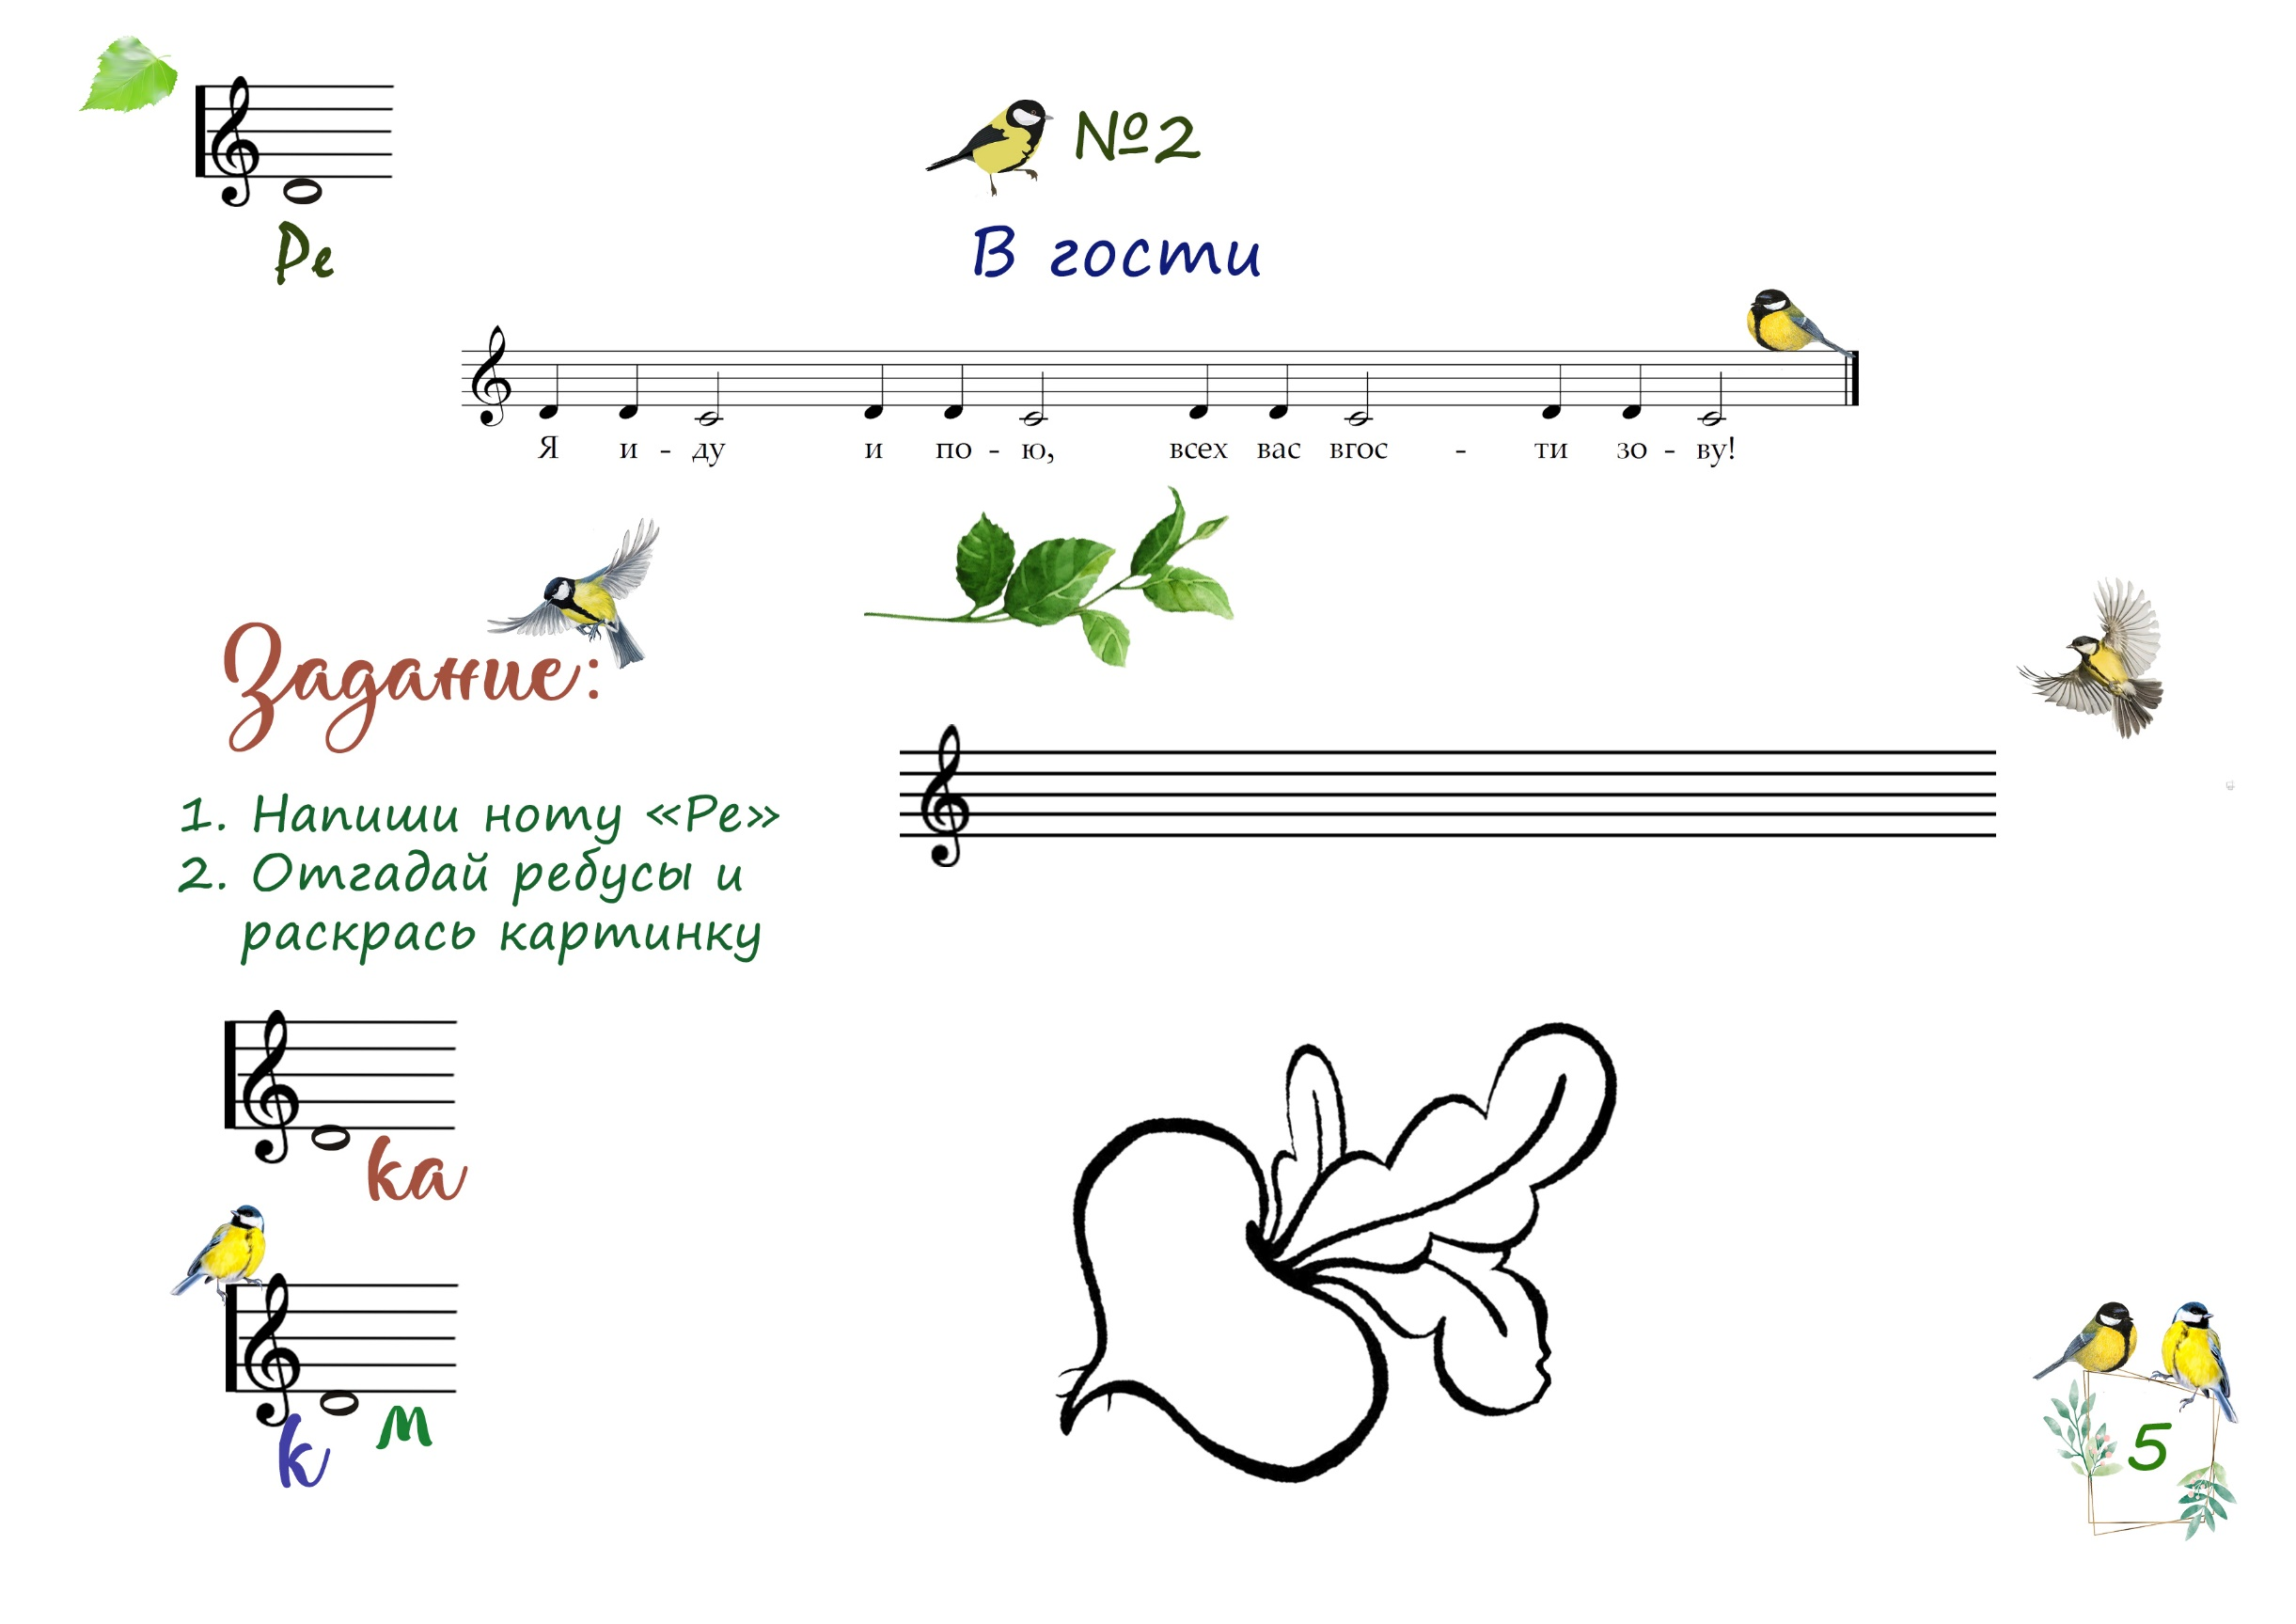 №2
Ре
В гости
Я и - ду и по - ю, всех вас вгос - ти зо - ву!
Задание:
1. Напиши ноту «Ре»
2. Отгадай ребусы и
раскрась картинку
ка
к м
5